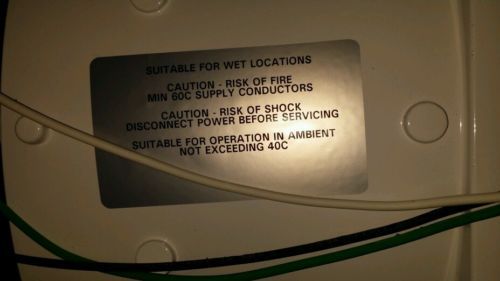 SUITABLE FOR WET LOCATIONS
CAUTION - RISK OF FIRE
MIN 60C SUPPLY CONDUCTORS
CAUTION - RISK OF SHOCK
DISCONNECT POWER BEFORE SERVICING
SUITABLE FOR OPERATION IN AMBIENT
NOT EXCEEDING 40C